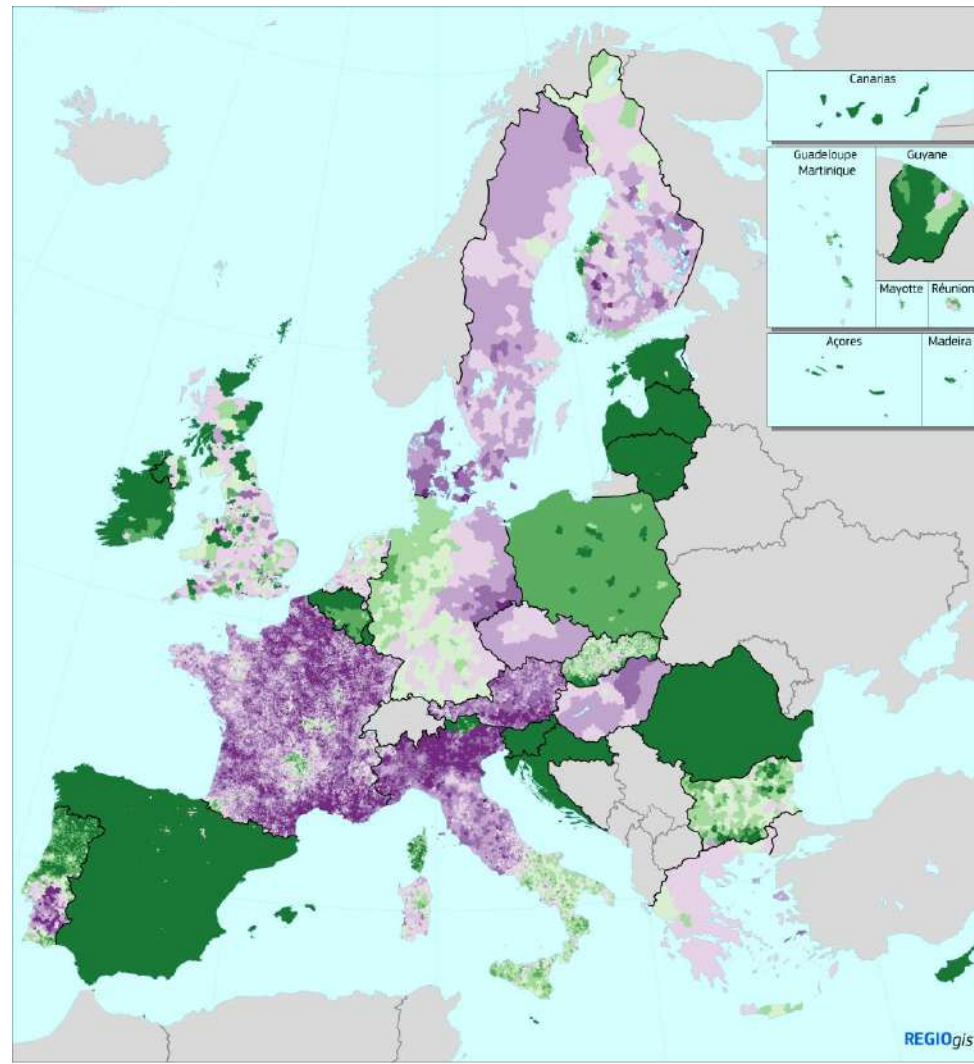 Canarias
Guadeloupe
Martinique
Guyane
Mayotte
Réunion
Açores
Madeira
REGIOgis